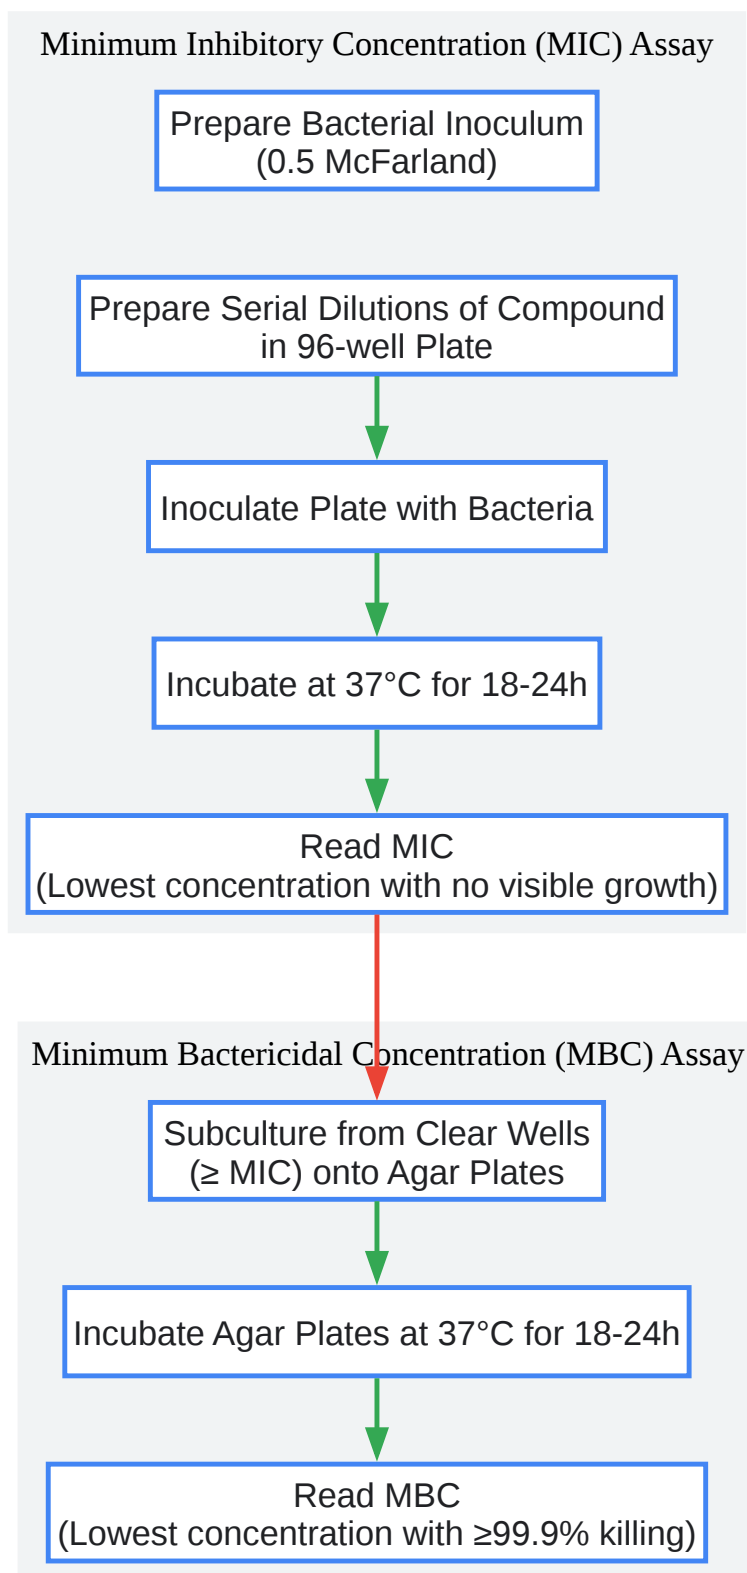 Minimum Inhibitory Concentration (MIC) Assay
Prepare Bacterial Inoculum
(0.5 McFarland)
Prepare Serial Dilutions of Compound
in 96-well Plate
Inoculate Plate with Bacteria
Incubate at 37°C for 18-24h
Read MIC
(Lowest concentration with no visible growth)
Minimum Bactericidal Concentration (MBC) Assay
Subculture from Clear Wells
(≥ MIC) onto Agar Plates
Incubate Agar Plates at 37°C for 18-24h
Read MBC
(Lowest concentration with ≥99.9% killing)